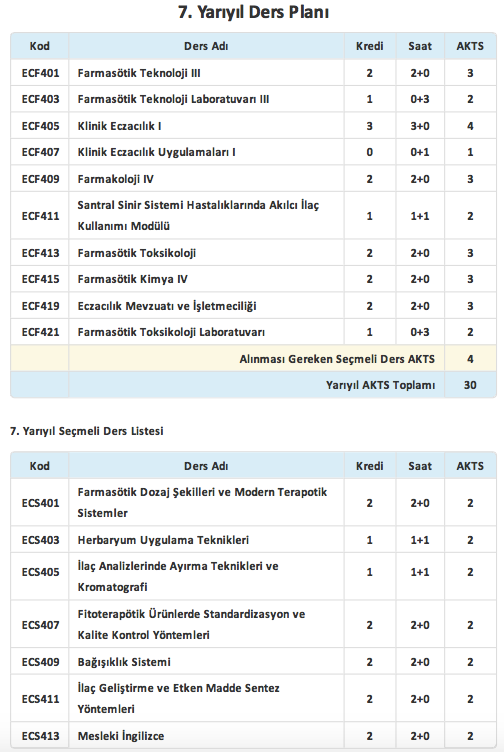 7. Yarıyıl Ders Planı
Kod Ders Adı Kredi Saat AKTS
ECF401 Farmasötik Teknoloji III 2 2+0 3
ECF403 Farmasötik Teknoloji Laboratuvarı III 1 0+3 2
ECF405 Klinik Eczacılık I 3 3+0 4
ECF407 Klinik Eczacılık Uygulamaları I 0 0+1 1
ECF409 Farmakoloji IV 2 2+0 3
ECF411 Santral Sinir Sistemi Hastalıklarında Akılcı İlaç
Kullanımı Modülü 1 1+1 2
ECF413 Farmasötik Toksikoloji 2 2+0 3
ECF415 Farmasötik Kimya IV 2 2+0 3
ECF419 Eczacılık Mevzuatı ve İşletmeciliği 2 2+0 3
ECF421 Farmasötik Toksikoloji Laboratuvarı 1 0+3 2
Alınması Gereken Seçmeli Ders AKTS 4
Yarıyıl AKTS Toplamı 30
7. Yarıyıl Seçmeli Ders Listesi
Kod Ders Adı Kredi Saat AKTS
ECS401 Farmasötik Dozaj Şekilleri ve Modern Terapotik
Sistemler 2 2+0 2
ECS403 Herbaryum Uygulama Teknikleri 1 1+1 2
ECS405 İlaç Analizlerinde Ayırma Teknikleri ve
Kromatografi 1 1+1 2
ECS407 Fitoterapötik Ürünlerde Standardizasyon ve
Kalite Kontrol Yöntemleri 2 2+0 2
ECS409 Bağışıklık Sistemi 2 2+0 2
ECS411 İlaç Geliştirme ve Etken Madde Sentez
Yöntemleri 2 2+0 2
ECS413 Mesleki İngilizce 2 2+0 2